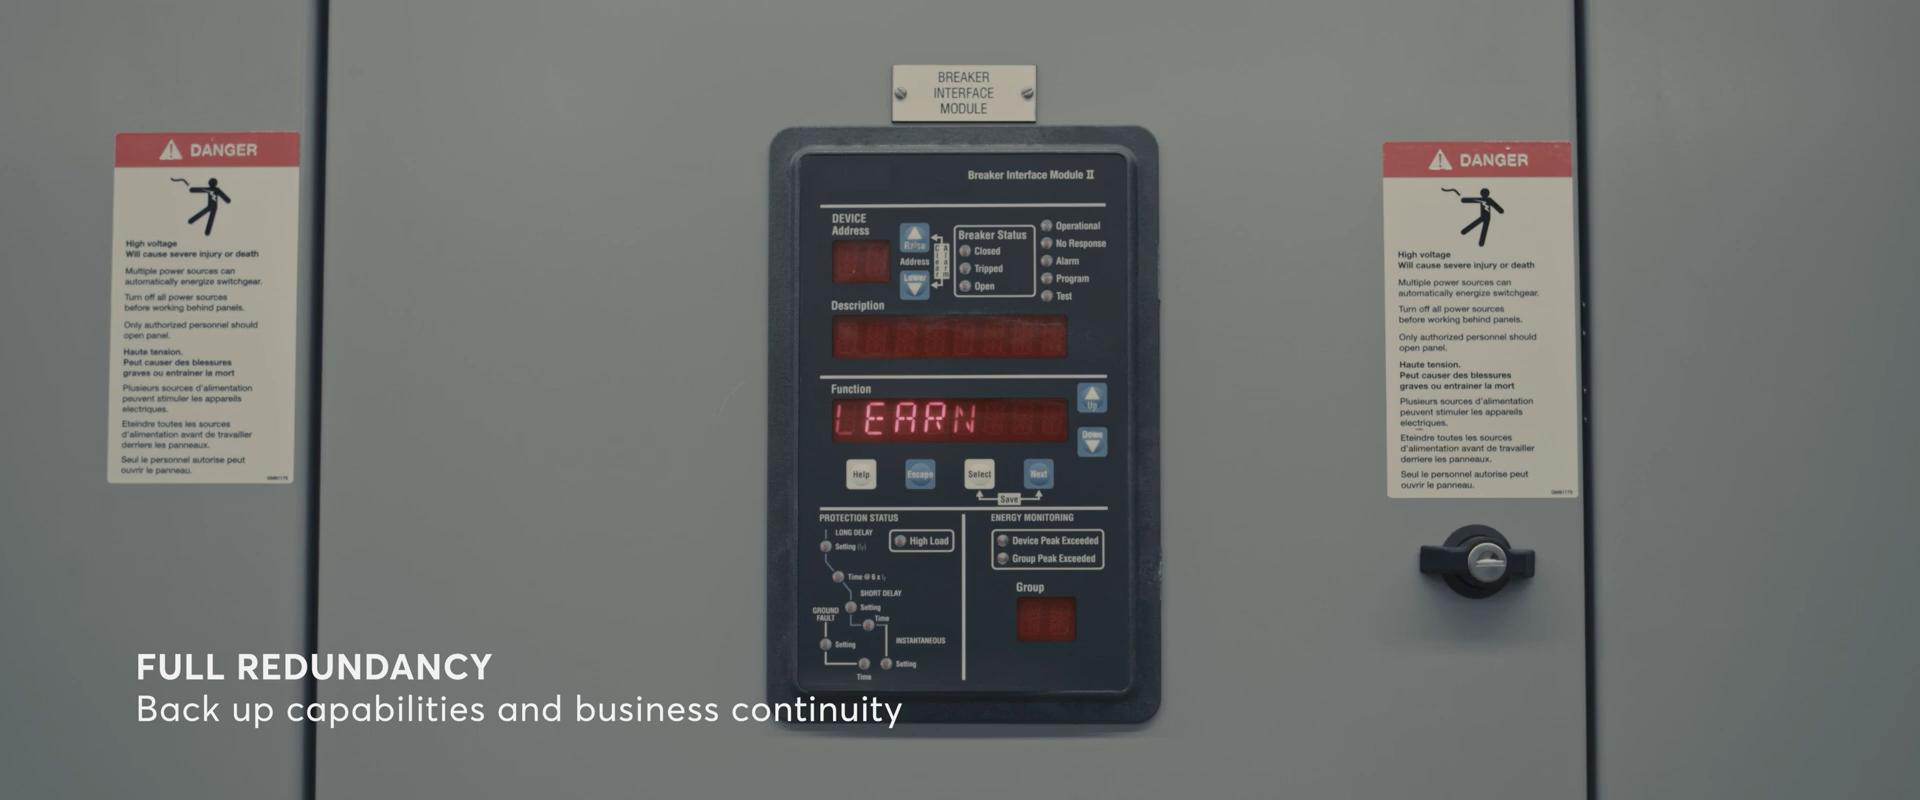 BREAKER
INTERFACE
MODULE
DANGER
High voltage
Will cause severe injury or death
Multiple power sources can
automatically energize switchgear.
Turn off all power sources
before working behind panels.
Only authorized personnel should
open panel.
Haute tension.
Peut causer des blessures
graves ou entrainer la mort
Plusieurs sources d'alimentation
peuvent stimuler les appareils
electriques.
Eteindre toutes les sources
d'alimentation avant de travailler
derriere les panneaux.
Seul le personnel autorise peut
ouvrir le panneau.
Breaker Interface Module II
DEVICE
Address
Raise
Address
Lower
Clear
Alarm
Breaker Status
Closed
Tripped
Open
Operational
No Response
Alarm
Program
Test
Description
Function
LEARN
Up
Down
Help
Escape
Select
Next
Save
PROTECTION STATUS
LONG DELAY
Setting
High Load
Time @ 6 x
SHORT DELAY
Setting
Time
GROUND
FAULT
Setting
INSTANTANEOUS
Setting
Time
ENERGY MONITORING
Device Peak Exceeded
Group Peak Exceeded
Group
DANGER
High voltage
Will cause severe injury or death
Multiple power sources can
automatically energize switchgear.
Turn off all power sources
before working behind panels.
Only authorized personnel should
open panel.
Haute tension.
Peut causer des blessures
graves ou entrainer la mort
Plusieurs sources d'alimentation
peuvent stimuler les appareils
electriques.
Eteindre toutes les sources
d'alimentation avant de travailler
derriere les panneaux.
Seul le personnel autorise peut
ouvrir le panneau.
FULL REDUNDANCY
Back up capabilities and business continuity